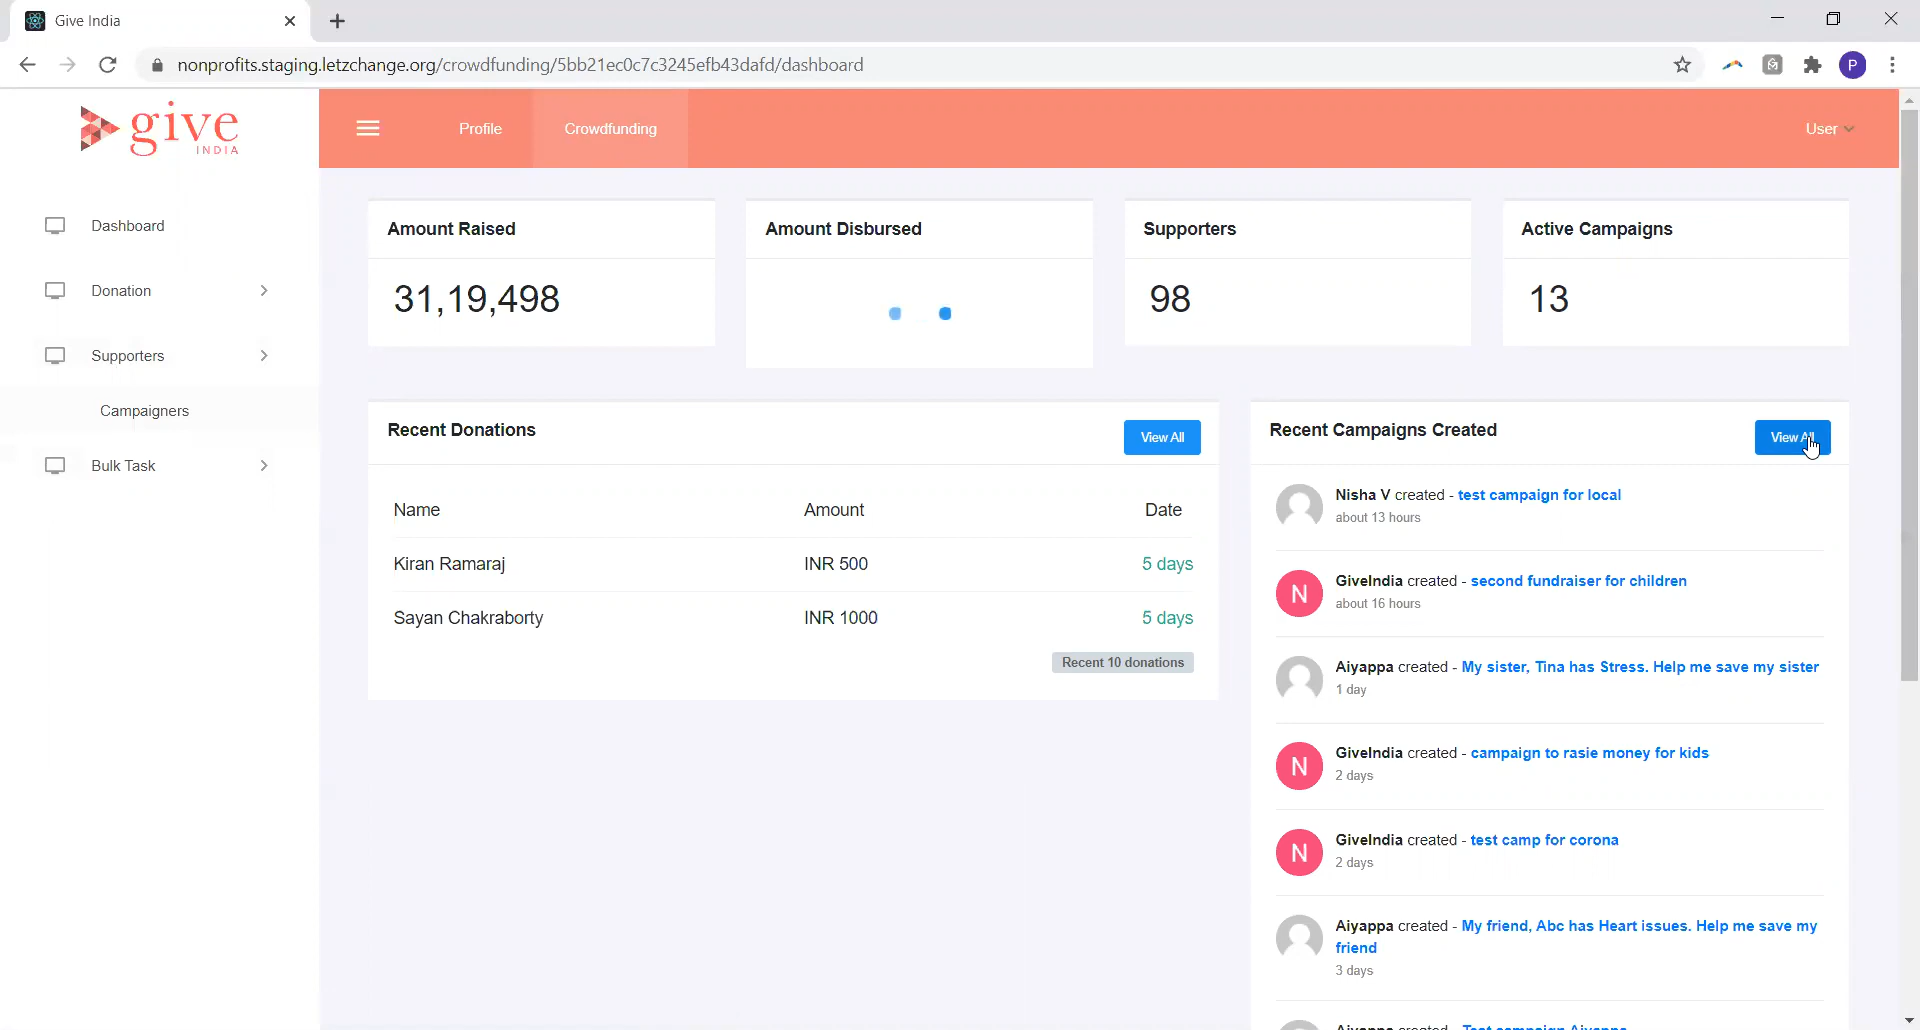 Give India
nonprofits.staging.letzchange.org/crowdfunding/5bb21ec0c7c3245efb43dafd/dashboard
P
give
INDIA
Profile
Crowdfunding
User
Dashboard
Donation
Supporters
Campaigners
Bulk Task
Amount Raised
31,19,498
Amount Disbursed
Supporters
98
Active Campaigns
13
Recent Donations
View All
Name Amount Date
Kiran Ramaraj INR 500 5 days
Sayan Chakraborty INR 1000 5 days
Recent 10 donations
Recent Campaigns Created
View All
Nisha V created - test campaign for local
about 13 hours
N
GiveIndia created - second fundraiser for children
about 16 hours
Aiyappa created - My sister, Tina has Stress. Help me save my sister
1 day
N
GiveIndia created - campaign to rasie money for kids
2 days
N
GiveIndia created - test camp for corona
2 days
Aiyappa created - My friend, Abc has Heart issues. Help me save my
friend
3 days
Aiyappa created - Test campaign Aiyappa